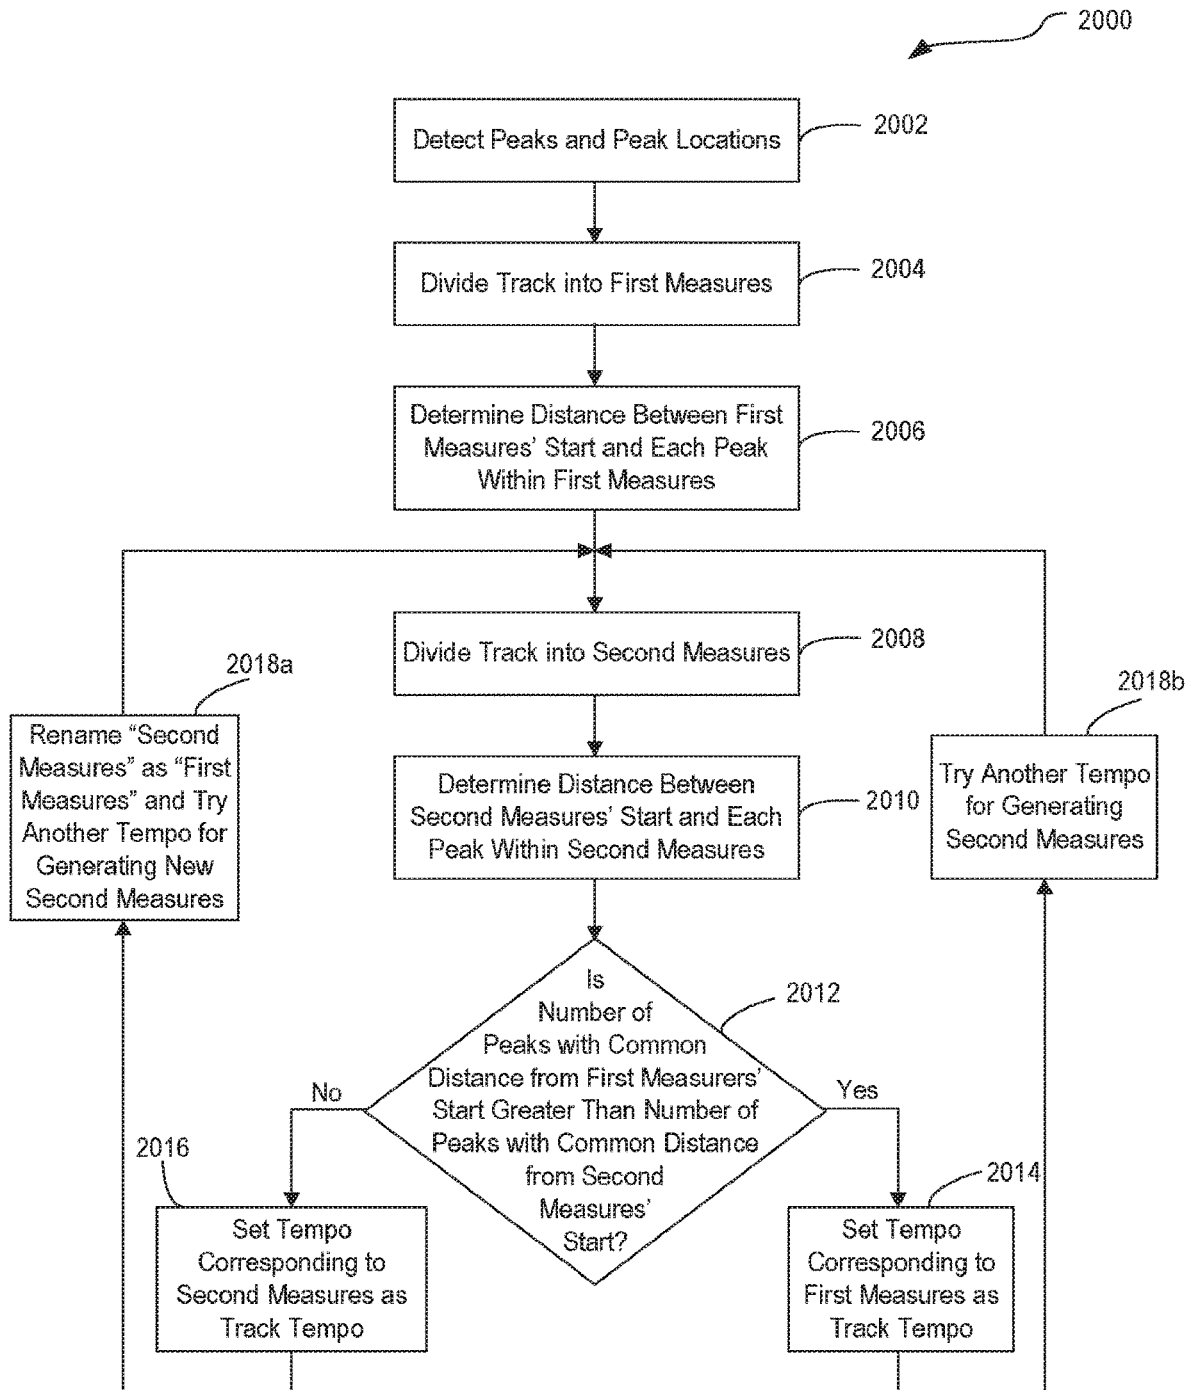 2000
Detect Peaks and Peak Locations
2002
Divide Track into First Measures
2004
Determine Distance Between First
Measures' Start and Each Peak
Within First Measures
2006
Divide Track into Second Measures
2008
2018a
Rename "Second
Measures" as "First
Measures" and Try
Another Tempo for
Generating New
Second Measures
2018b
Try Another Tempo
for Generating
Second Measures
Determine Distance Between
Second Measures' Start and Each
Peak Within Second Measures
2010
Is
Number of
Peaks with Common
Distance from First Measurers'
Start Greater Than Number of
Peaks with Common Distance
from Second
Measures'
Start?
2012
No
Yes
2016
Set Tempo
Corresponding to
Second Measures as
Track Tempo
2014
Set Tempo
Corresponding to
First Measures as
Track Tempo